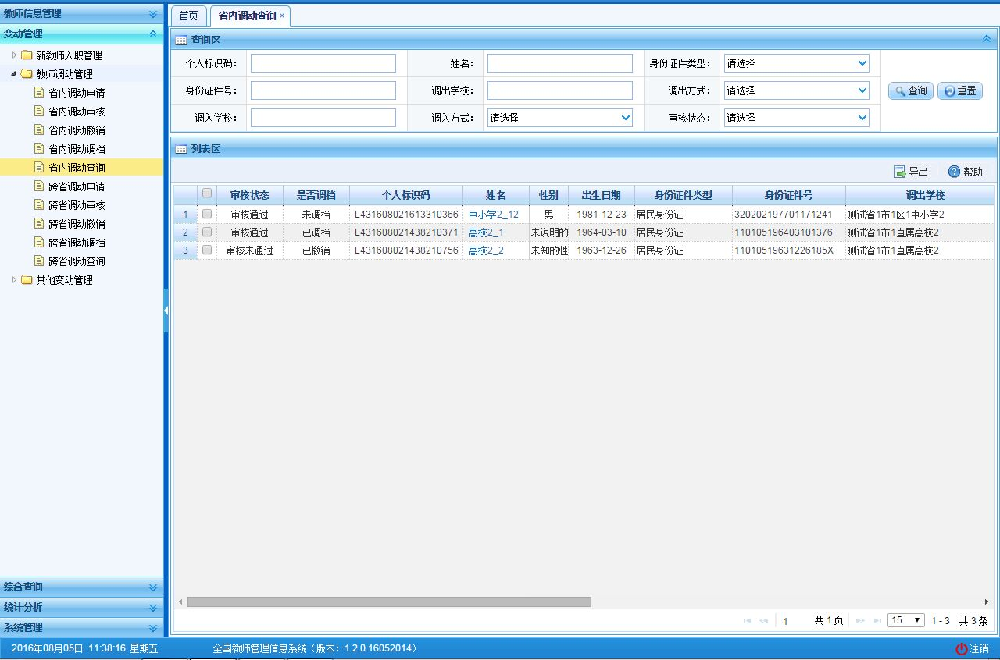 教师信息管理
变动管理
新教师入职管理
教师调动管理
省内调动申请
省内调动审核
省内调动撤销
省内调动调档
省内调动查询
跨省调动申请
跨省调动审核
跨省调动撤销
跨省调动调档
跨省调动查询
其他变动管理
综合查询
统计分析
系统管理
首页 省内调动查询 ×
查询区
个人标识码: 姓名: 身份证件类型: 请选择
身份证件号: 调出学校: 调出方式: 请选择 查询 重置
调入学校: 调入方式: 请选择 审核状态: 请选择
列表区
导出 帮助
审核状态 是否调档 个人标识码 姓名 性别 出生日期 身份证件类型 身份证件号 调出学校
1 审核通过 未调档 L431608021613310366 中小学2_12 男 1981-12-23 居民身份证 320202197701171241 测试省1市1区1中小学2
2 审核通过 已调档 L431608021438210371 高校2_1 未说明的 1964-03-10 居民身份证 110105196403101376 测试省1市1直属高校2
3 审核未通过 已撤销 L431608021438210756 高校2_2 未知的性 1963-12-26 居民身份证 11010519631226185X 测试省1市1直属高校2
1 共 1 页 15 1 - 3 共 3 条
2016年08月05日 11:38:16 星期五 全国教师管理信息系统（版本：1.2.0.16052014） 注销